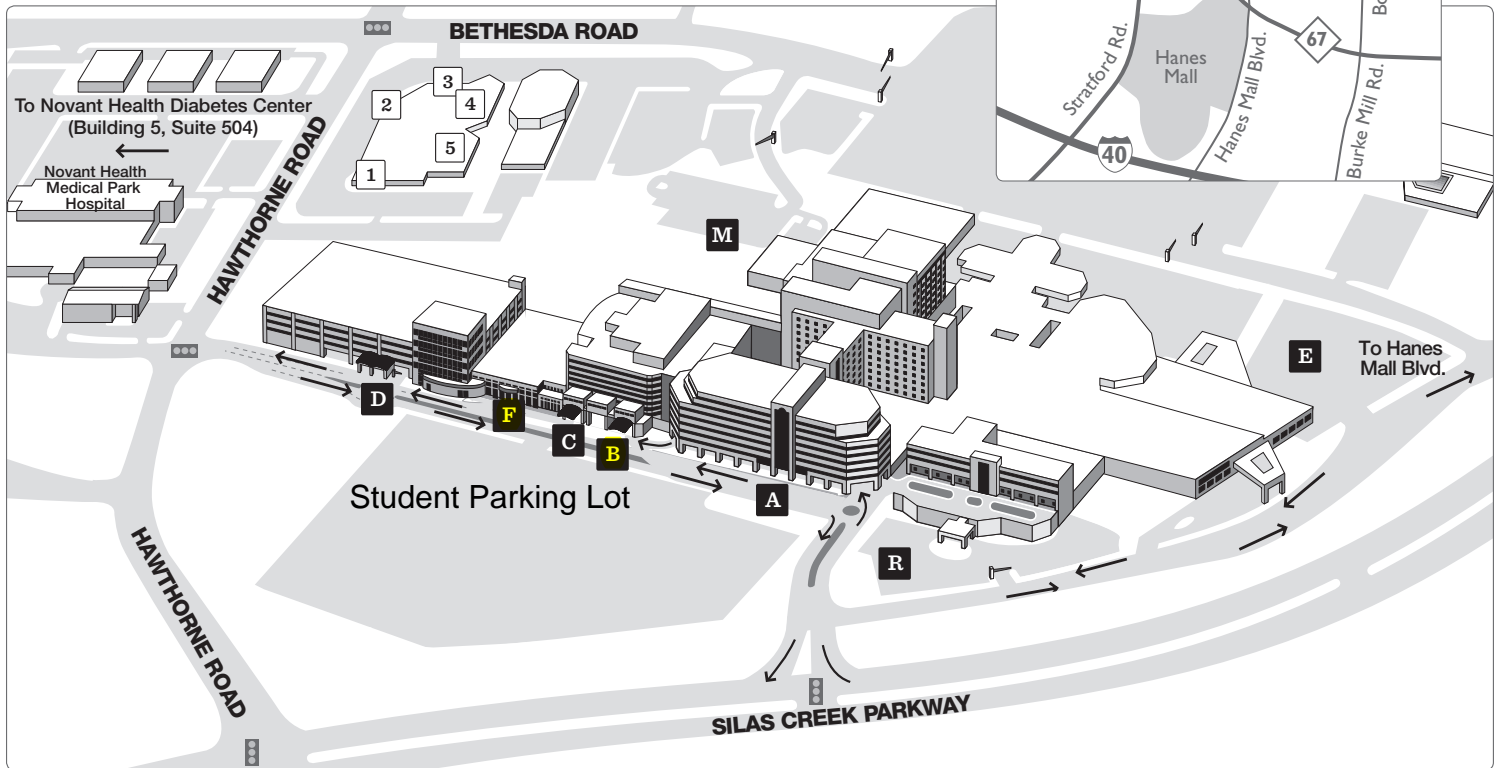 BETHESDA ROAD
To Novant Health Diabetes Center
(Building 5, Suite 504)
Novant Health
Medical Park
Hospital
HAWTHORNE ROAD
1
2
3
4
5
M
D
F
C
B
A
R
E
To Hanes
Mall Blvd.
Student Parking Lot
HAWTHORNE ROAD
SILAS CREEK PARKWAY
Stratford Rd.
Hanes
Mall
Hanes Mall Blvd.
67
Burke Mill Rd.
40